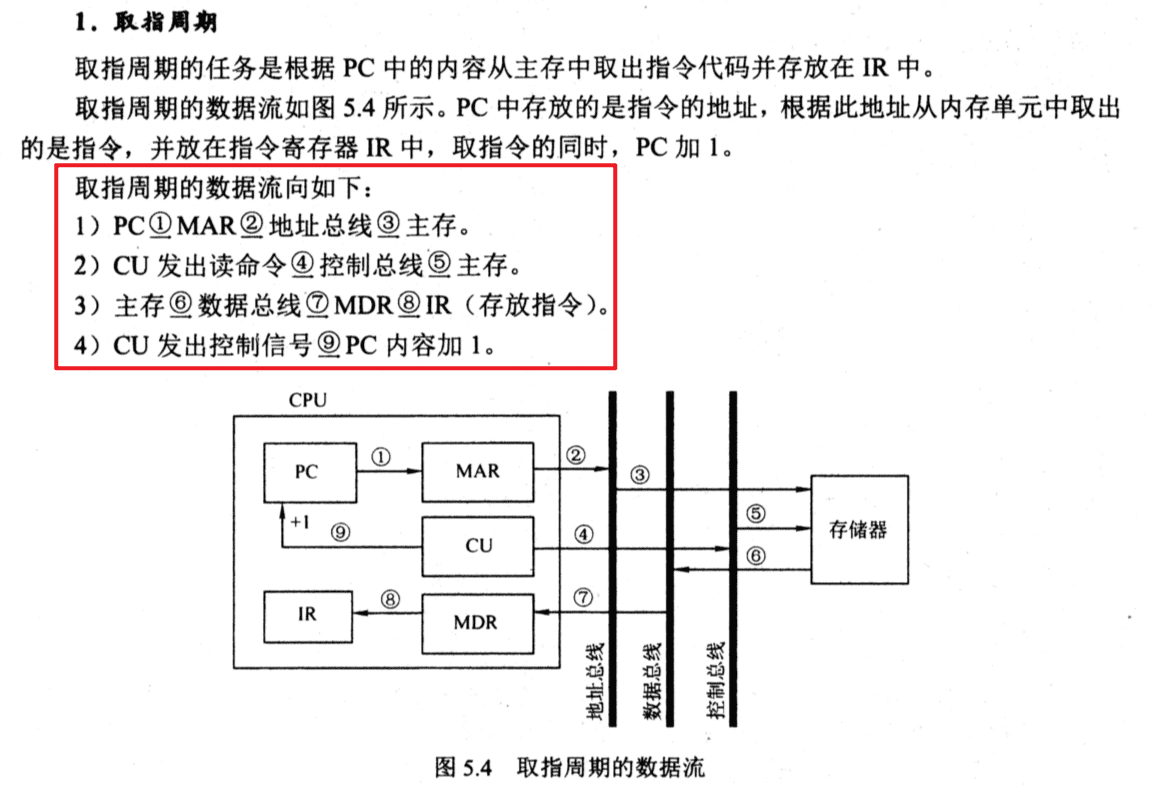 1．取指周期
取指周期的任务是根据 PC 中的内容从主存中取出指令代码并存放在 IR 中。
取指周期的数据流如图 5.4 所示。PC 中存放的是指令的地址，根据此地址从内存单元中取出
的是指令，并放在指令寄存器 IR 中，取指令的同时，PC 加 1。
取指周期的数据流向如下：
1）PC①MAR②地址总线③主存。
2）CU 发出读命令④控制总线⑤主存。
3）主存⑥数据总线⑦MDR⑧IR（存放指令）。
4）CU 发出控制信号⑨PC 内容加 1。
CPU
PC
①
MAR
②
③
+1
⑨
CU
④
⑤
存储器
⑥
IR
⑧
MDR
⑦
地址总线
数据总线
控制总线
图 5.4 取指周期的数据流